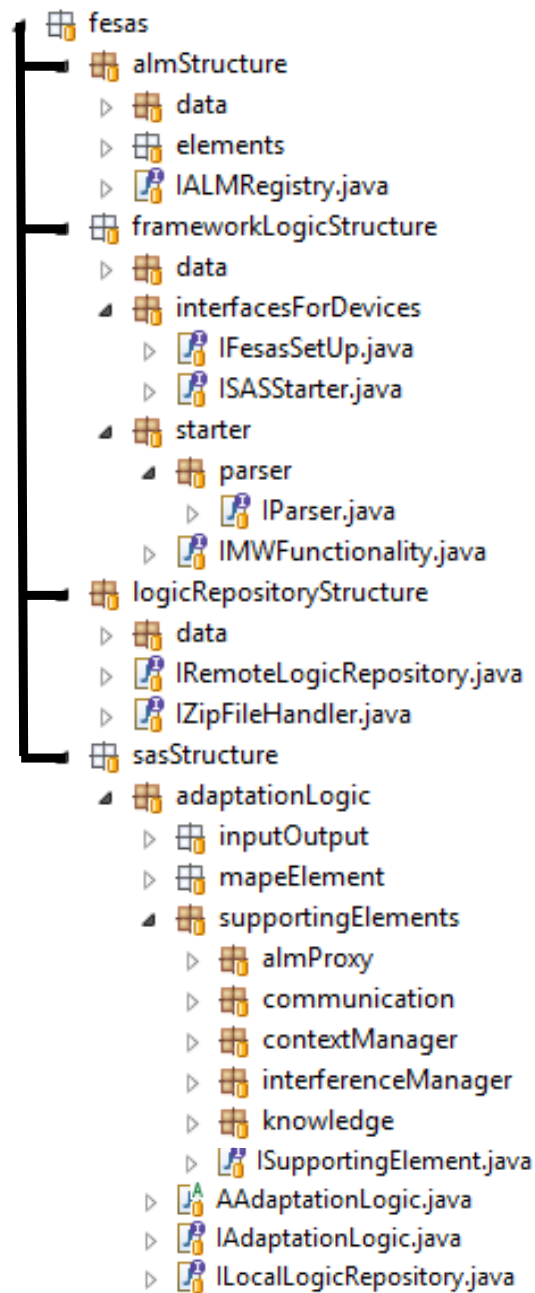 fesas
almStructure
data
elements
IALMRegistry.java
frameworkLogicStructure
data
interfacesForDevices
IFesasSetUp.java
ISASStarter.java
starter
parser
IParser.java
IMWFunctionality.java
logicRepositoryStructure
data
IRemoteLogicRepository.java
IZipFileHandler.java
sasStructure
adaptationLogic
inputOutput
mapeElement
supportingElements
almProxy
communication
contextManager
interferenceManager
knowledge
ISupportingElement.java
AAdaptationLogic.java
IAdaptationLogic.java
ILocalLogicRepository.java